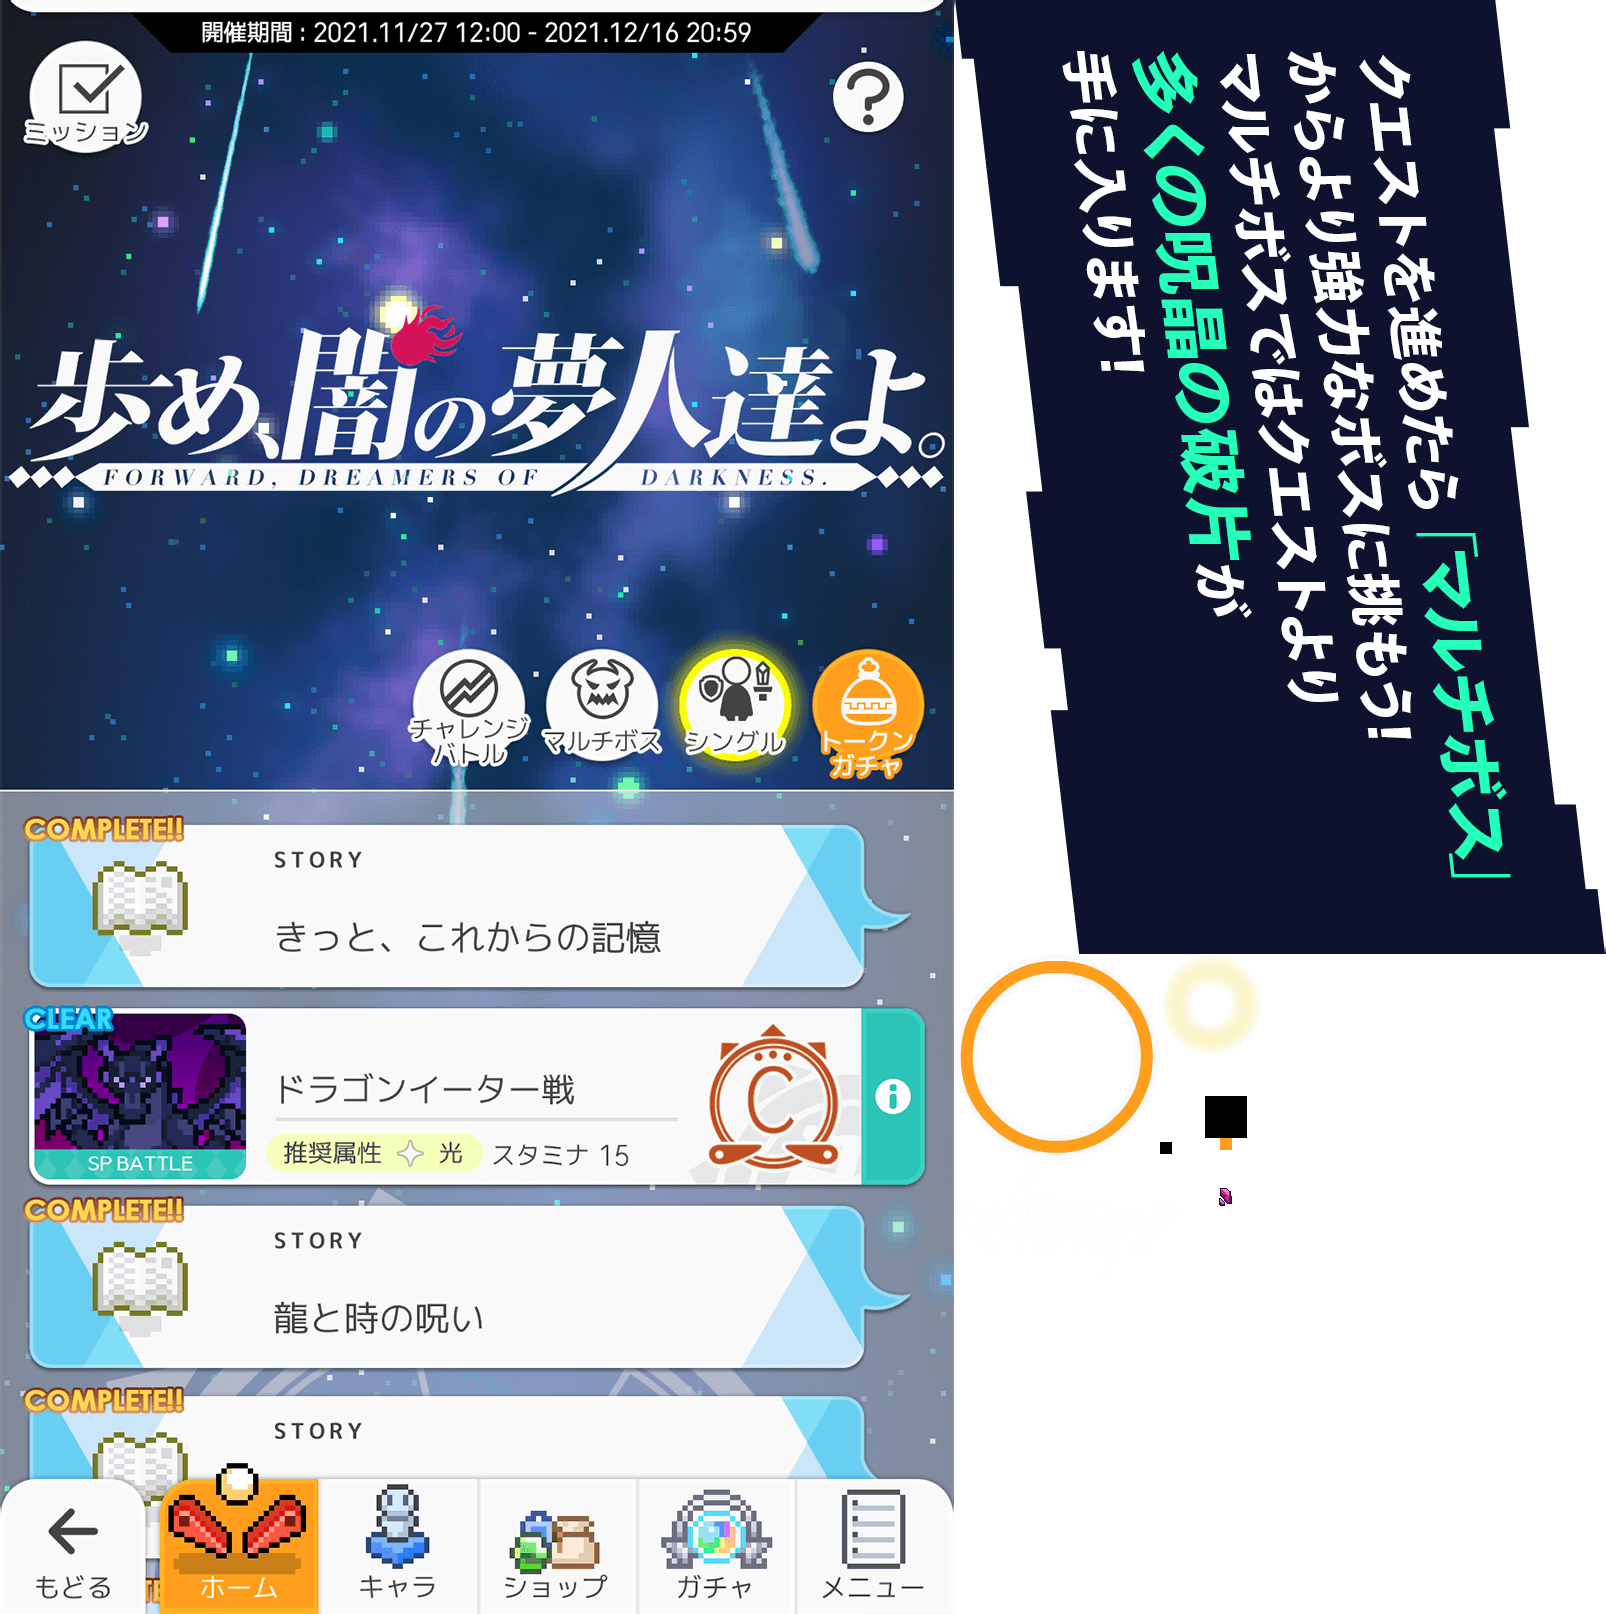 開催期間 : 2021.11/27 12:00 - 2021.12/16 20:59
ミッション
?
歩め、闇の夢人達よ。
FORWARD, DREAMERS OF DARKNESS.
チャレンジ
バトル
マルチボス
シングル
トークン
ガチャ
COMPLETE!!
STORY
きっと、これからの記憶
CLEAR
SP BATTLE
ドラゴンイーター戦
推奨属性 光 スタミナ 15
C
COMPLETE!!
STORY
龍と時の呪い
COMPLETE!!
STORY
もどる
ホーム
キャラ
ショップ
ガチャ
メニュー
クエストを進めたら「マルチボス」
からより強力なボスに挑もう!
マルチボスではクエストより
多くの呪晶の破片が
手に入ります!